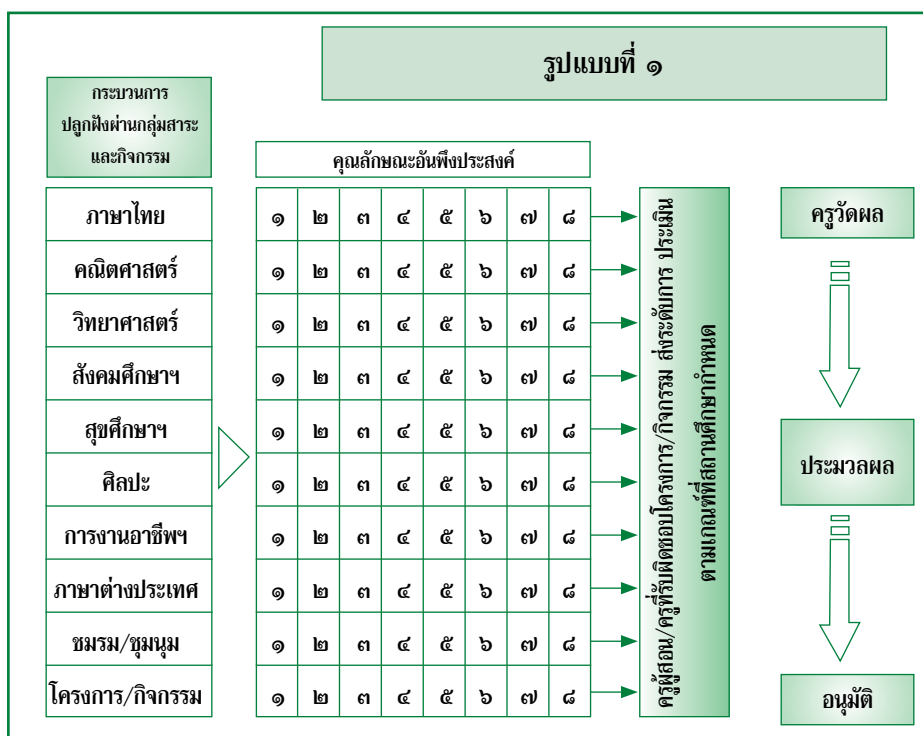 รูปแบบที่ ๑
กระบวนการ
ปลูกฝังผ่านกลุ่มสาระ
และกิจกรรม
คุณลักษณะอันพึงประสงค์
ภาษาไทย ๑ ๒ ๓ ๔ ๕ ๖ ๗ ๘
คณิตศาสตร์ ๑ ๒ ๓ ๔ ๕ ๖ ๗ ๘
วิทยาศาสตร์ ๑ ๒ ๓ ๔ ๕ ๖ ๗ ๘
สังคมศึกษาฯ ๑ ๒ ๓ ๔ ๕ ๖ ๗ ๘
สุขศึกษาฯ ๑ ๒ ๓ ๔ ๕ ๖ ๗ ๘
ศิลปะ ๑ ๒ ๓ ๔ ๕ ๖ ๗ ๘
การงานอาชีพฯ ๑ ๒ ๓ ๔ ๕ ๖ ๗ ๘
ภาษาต่างประเทศ ๑ ๒ ๓ ๔ ๕ ๖ ๗ ๘
ชมรม/ชุมนุม ๑ ๒ ๓ ๔ ๕ ๖ ๗ ๘
โครงการ/กิจกรรม ๑ ๒ ๓ ๔ ๕ ๖ ๗ ๘
ครูผู้สอน/ครูที่รับผิดชอบโครงการ/กิจกรรม ส่งระดับการ ประเมิน
ตามเกณฑ์ที่สถานศึกษากำหนด
ครูวัดผล
ประมวลผล
อนุมัติ